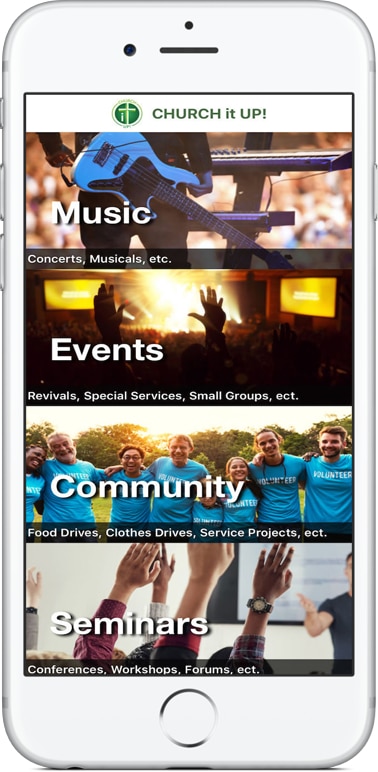 CHURCH it UP!
Music
Concerts, Musicals, etc.
Events
Revivals, Special Services, Small Groups, ect.
Community
Food Drives, Clothes Drives, Service Projects, ect.
VOLUNTEER
VOLUNTEER
VOLUNTEER
VOLUNTEER
Seminars
Conferences, Workshops, Forums, ect.